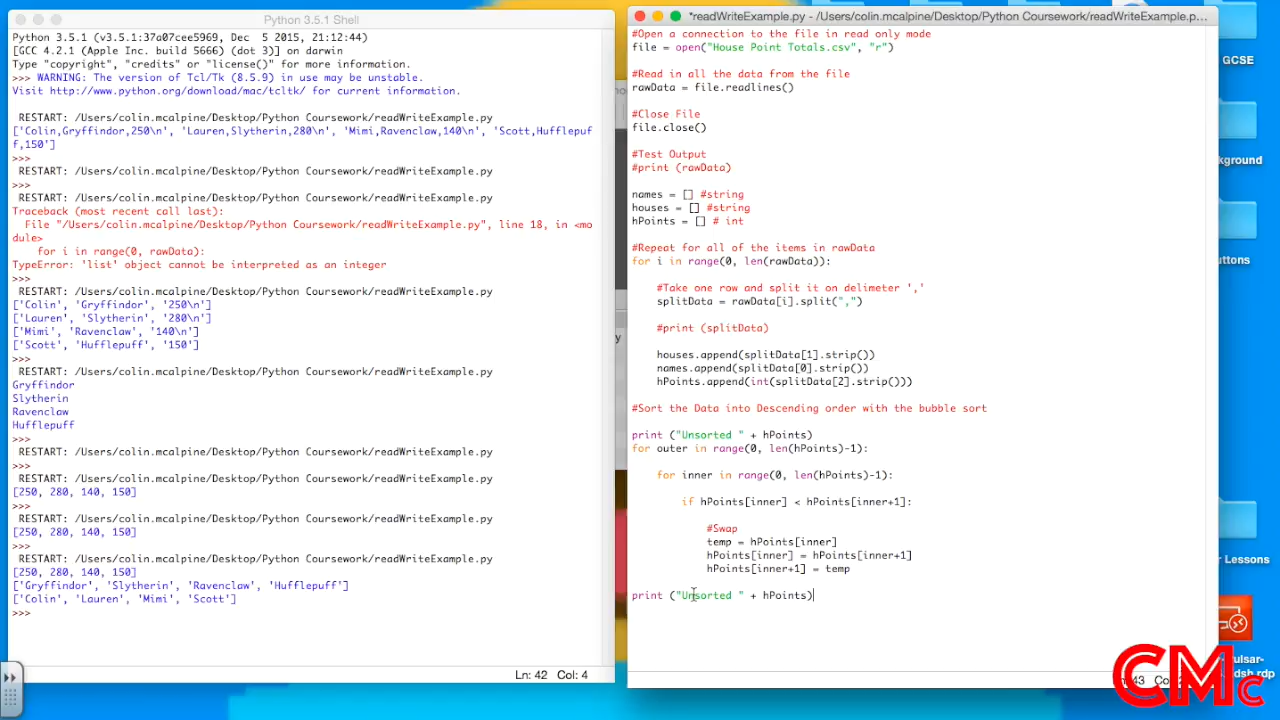 Python 3.5.1 Shell
Python 3.5.1 (v3.5.1:37a07cee5969, Dec  5 2015, 21:12:44)
[GCC 4.2.1 (Apple Inc. build 5666) (dot 3)] on darwin
Type "copyright", "credits" or "license()" for more information.
>>> WARNING: The version of Tcl/Tk (8.5.9) in use may be unstable.
Visit http://www.python.org/download/mac/tcltk/ for current information.
RESTART: /Users/colin.mcalpine/Desktop/Python Coursework/readWriteExample.py
['Colin,Gryffindor,250\n', 'Lauren,Slytherin,280\n', 'Mimi,Ravenclaw,140\n', 'Scott,Hufflepuf
f,150']
>>>
RESTART: /Users/colin.mcalpine/Desktop/Python Coursework/readWriteExample.py
>>>
RESTART: /Users/colin.mcalpine/Desktop/Python Coursework/readWriteExample.py
Traceback (most recent call last):
File "/Users/colin.mcalpine/Desktop/Python Coursework/readWriteExample.py", line 18, in <mo
dule>
for i in range(0, rawData):
TypeError: 'list' object cannot be interpreted as an integer
>>>
RESTART: /Users/colin.mcalpine/Desktop/Python Coursework/readWriteExample.py
['Colin', 'Gryffindor', '250\n']
['Lauren', 'Slytherin', '280\n']
['Mimi', 'Ravenclaw', '140\n']
['Scott', 'Hufflepuff', '150']
>>>
RESTART: /Users/colin.mcalpine/Desktop/Python Coursework/readWriteExample.py
Gryffindor
Slytherin
Ravenclaw
Hufflepuff
>>>
RESTART: /Users/colin.mcalpine/Desktop/Python Coursework/readWriteExample.py
>>>
RESTART: /Users/colin.mcalpine/Desktop/Python Coursework/readWriteExample.py
[250, 280, 140, 150]
>>>
RESTART: /Users/colin.mcalpine/Desktop/Python Coursework/readWriteExample.py
[250, 280, 140, 150]
>>>
RESTART: /Users/colin.mcalpine/Desktop/Python Coursework/readWriteExample.py
[250, 280, 140, 150]
['Gryffindor', 'Slytherin', 'Ravenclaw', 'Hufflepuff']
['Colin', 'Lauren', 'Mimi', 'Scott']
>>>
Ln: 42 Col: 4
*readWriteExample.py - /Users/colin.mcalpine/Desktop/Python Coursework/readWriteExample.p...
#Open a connection to the file in read only mode
file = open("House Point Totals.csv", "r")
#Read in all the data from the file
rawData = file.readlines()
#Close File
file.close()
#Test Output
#print (rawData)
names = [] #string
houses = [] #string
hPoints = [] # int
#Repeat for all of the items in rawData
for i in range(0, len(rawData)):
#Take one row and split it on delimeter ','
splitData = rawData[i].split(",")
#print (splitData)
houses.append(splitData[1].strip())
names.append(splitData[0].strip())
hPoints.append(int(splitData[2].strip()))
#Sort the Data into Descending order with the bubble sort
print ("Unsorted " + hPoints)
for outer in range(0, len(hPoints)-1):
for inner in range(0, len(hPoints)-1):
if hPoints[inner] < hPoints[inner+1]:
#Swap
temp = hPoints[inner]
hPoints[inner] = hPoints[inner+1]
hPoints[inner+1] = temp
print ("Unsorted " + hPoints)
GCSE
CMc